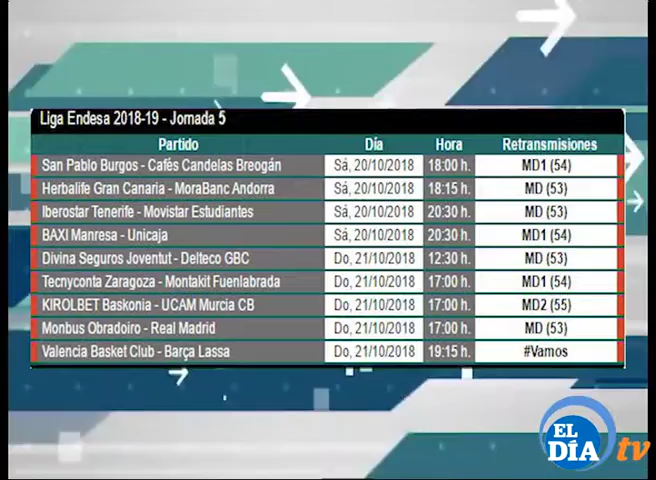 Liga Endesa 2018-19 - Jornada 5
Partido Día Hora Retransmisiones
San Pablo Burgos - Cafés Candelas Breogán Sá, 20/10/2018 18:00 h. MD1 (54)
Herbalife Gran Canaria - MoraBanc Andorra Sá, 20/10/2018 18:15 h. MD (53)
Iberostar Tenerife - Movistar Estudiantes Sá, 20/10/2018 20:30 h. MD (53)
BAXI Manresa - Unicaja Sá, 20/10/2018 20:30 h. MD1 (54)
Divina Seguros Joventut - Delteco GBC Do, 21/10/2018 12:30 h. MD (53)
Tecnyconta Zaragoza - Montakit Fuenlabrada Do, 21/10/2018 17:00 h. MD1 (54)
KIROLBET Baskonia - UCAM Murcia CB Do, 21/10/2018 17:00 h. MD2 (55)
Monbus Obradoiro - Real Madrid Do, 21/10/2018 17:00 h. MD (53)
Valencia Basket Club - Barça Lassa Do, 21/10/2018 19:15 h. #Vamos
EL
DÍA tv